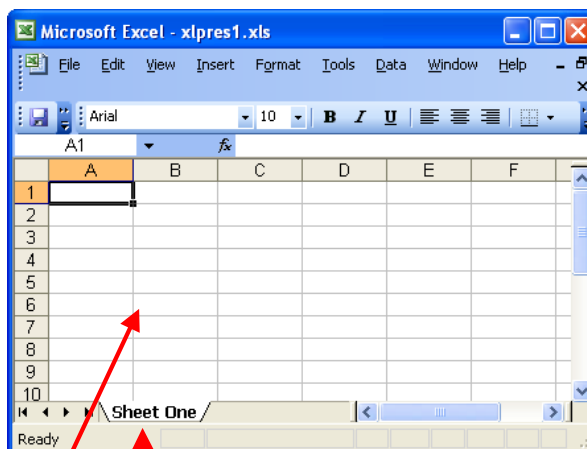 Microsoft Excel - xlpres1.xls
File Edit View Insert Format Tools Data Window Help
Arial 10 B I U
A1 fx
A B C D E F
1
2
3
4
5
6
7
8
9
10
Sheet One
Ready